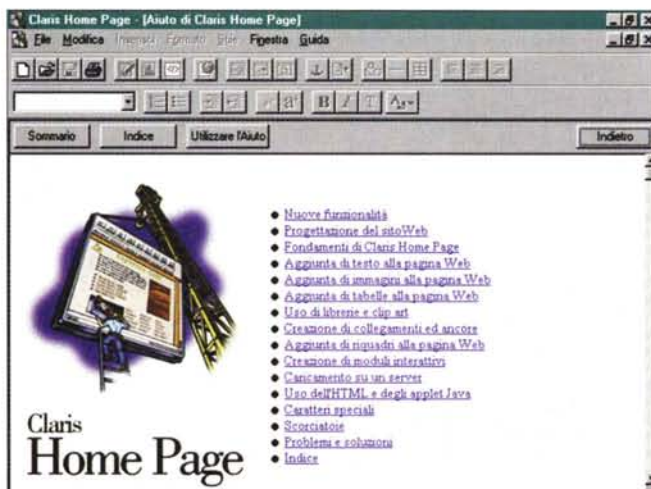 Claris Home Page - [Aiuto di Claris Home Page]
File Modifica Inserisci Formato Stile Finestra Guida
B I T A
Sommario Indice Utilizzare l'Aiuto Indietro
Nuove funzionalità
Progettazione del sitoWeb
Fondamenti di Claris Home Page
Aggiunta di testo alla pagina Web
Aggiunta di immagini alla pagina Web
Aggiunta di tabelle alla pagina Web
Uso di librerie e clip art
Creazione di collegamenti ed ancore
Aggiunta di riquadri alla pagina Web
Creazione di moduli interattivi
Caricamento su un server
Uso dell'HTML e degli applet Java
Caratteri speciali
Scorciatoie
Problemi e soluzioni
Indice
Claris
Home Page